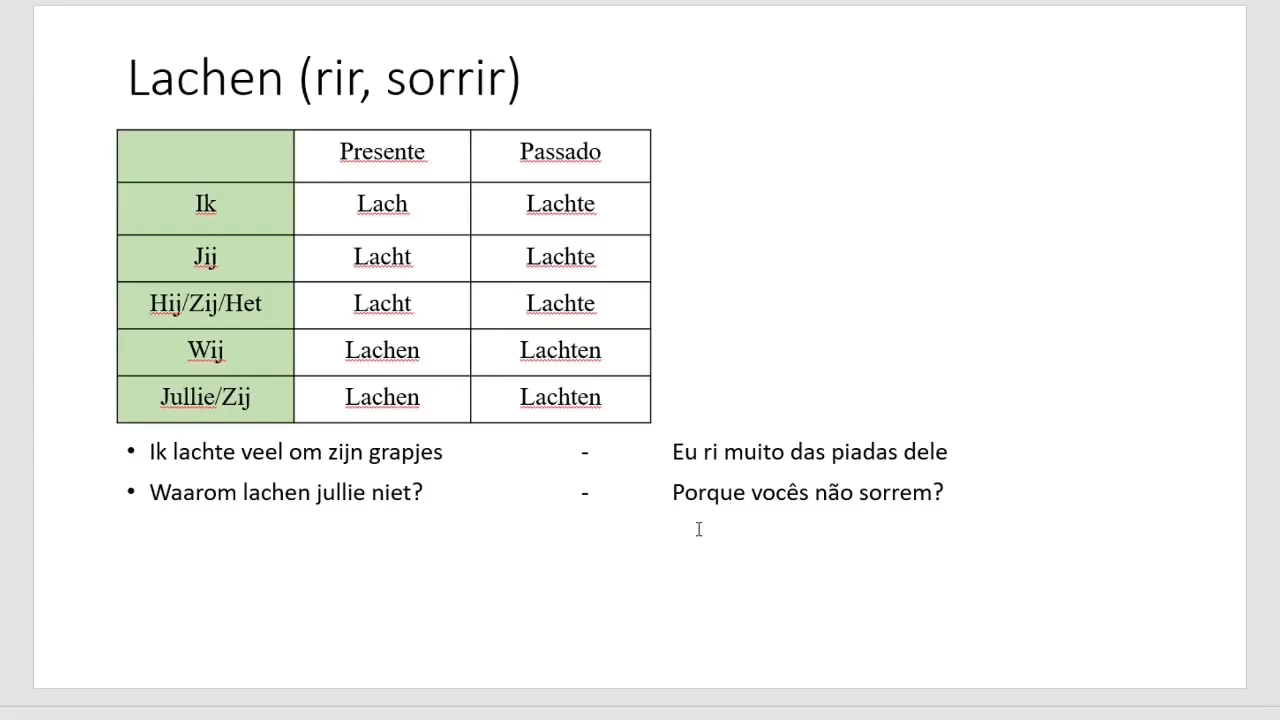 Lachen (rir, sorrir)
Presente Passado
Ik Lach Lachte
Jij Lacht Lachte
Hij/Zij/Het Lacht Lachte
Wij Lachen Lachten
Jullie/Zij Lachen Lachten
• Ik lachte veel om zijn grapjes - Eu ri muito das piadas dele
• Waarom lachen jullie niet? - Porque vocês não sorrem?